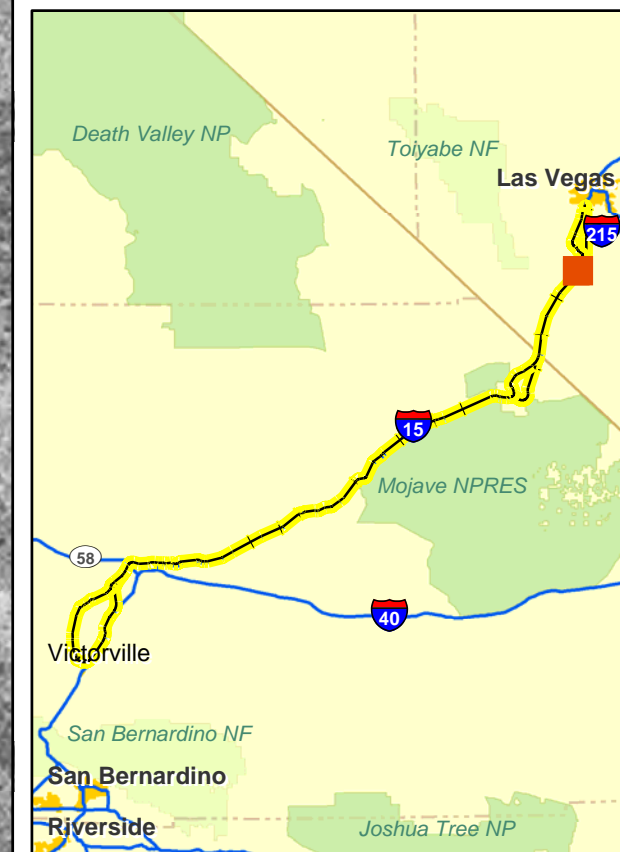 Death Valley NP
Toiyabe NF
Las Vegas
215
15
Mojave NPRES
58
40
Victorville
San Bernardino NF
San Bernardino
Riverside
Joshua Tree NP